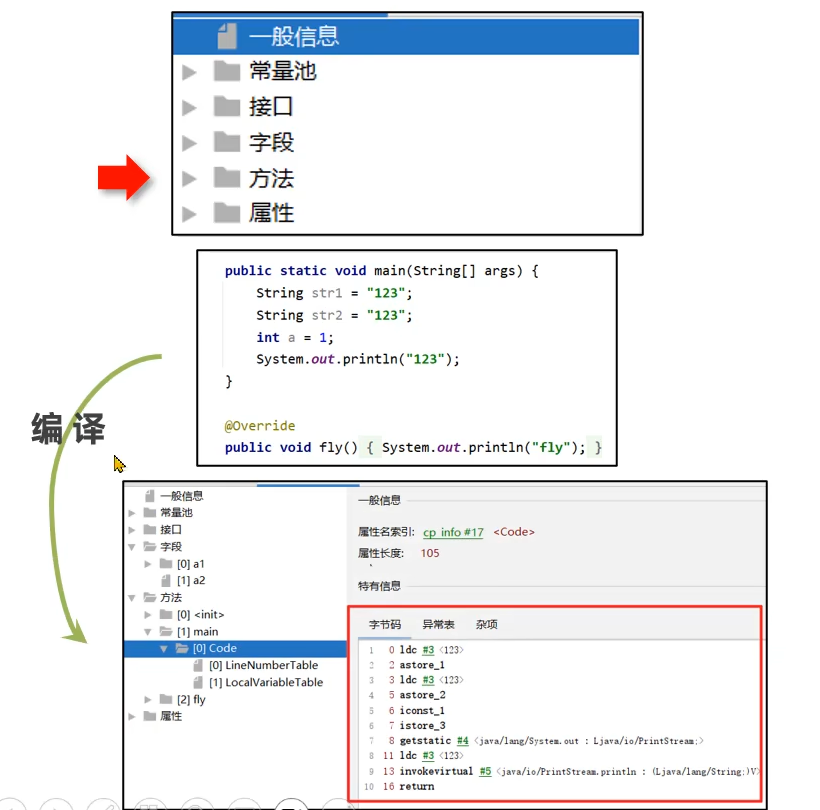 一般信息
常量池
接口
字段
方法
属性
public static void main(String[] args) {
String str1 = "123";
String str2 = "123";
int a = 1;
System.out.println("123");
}
@Override
public void fly() { System.out.println("fly"); }
编 译
一般信息
常量池
接口
字段
[0] a1
[1] a2
方法
[0] <init>
[1] main
[0] Code
[0] LineNumberTable
[1] LocalVariableTable
[2] fly
属性
一般信息
属性名索引: cp_info #17 <Code>
属性长度: 105
特有信息
字节码 异常表 杂项
1 0 ldc #3 <123>
2 2 astore_1
3 3 ldc #3 <123>
4 5 astore_2
5 6 iconst_1
6 7 istore_3
7 8 getstatic #4 <java/lang/System.out : Ljava/io/PrintStream;>
8 11 ldc #3 <123>
9 13 invokevirtual #5 <java/io/PrintStream.println : (Ljava/lang/String;)V>
10 16 return